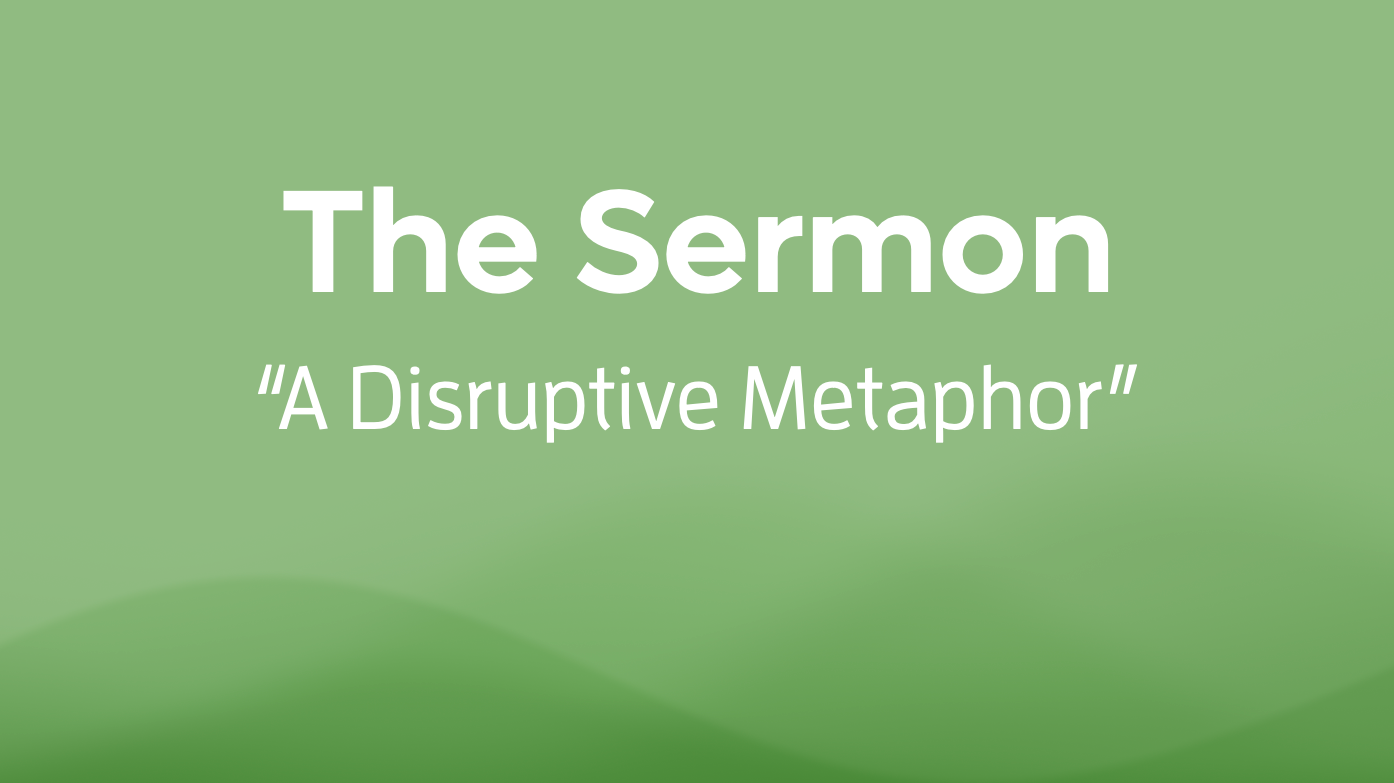 The Sermon
“A Disruptive Metaphor”